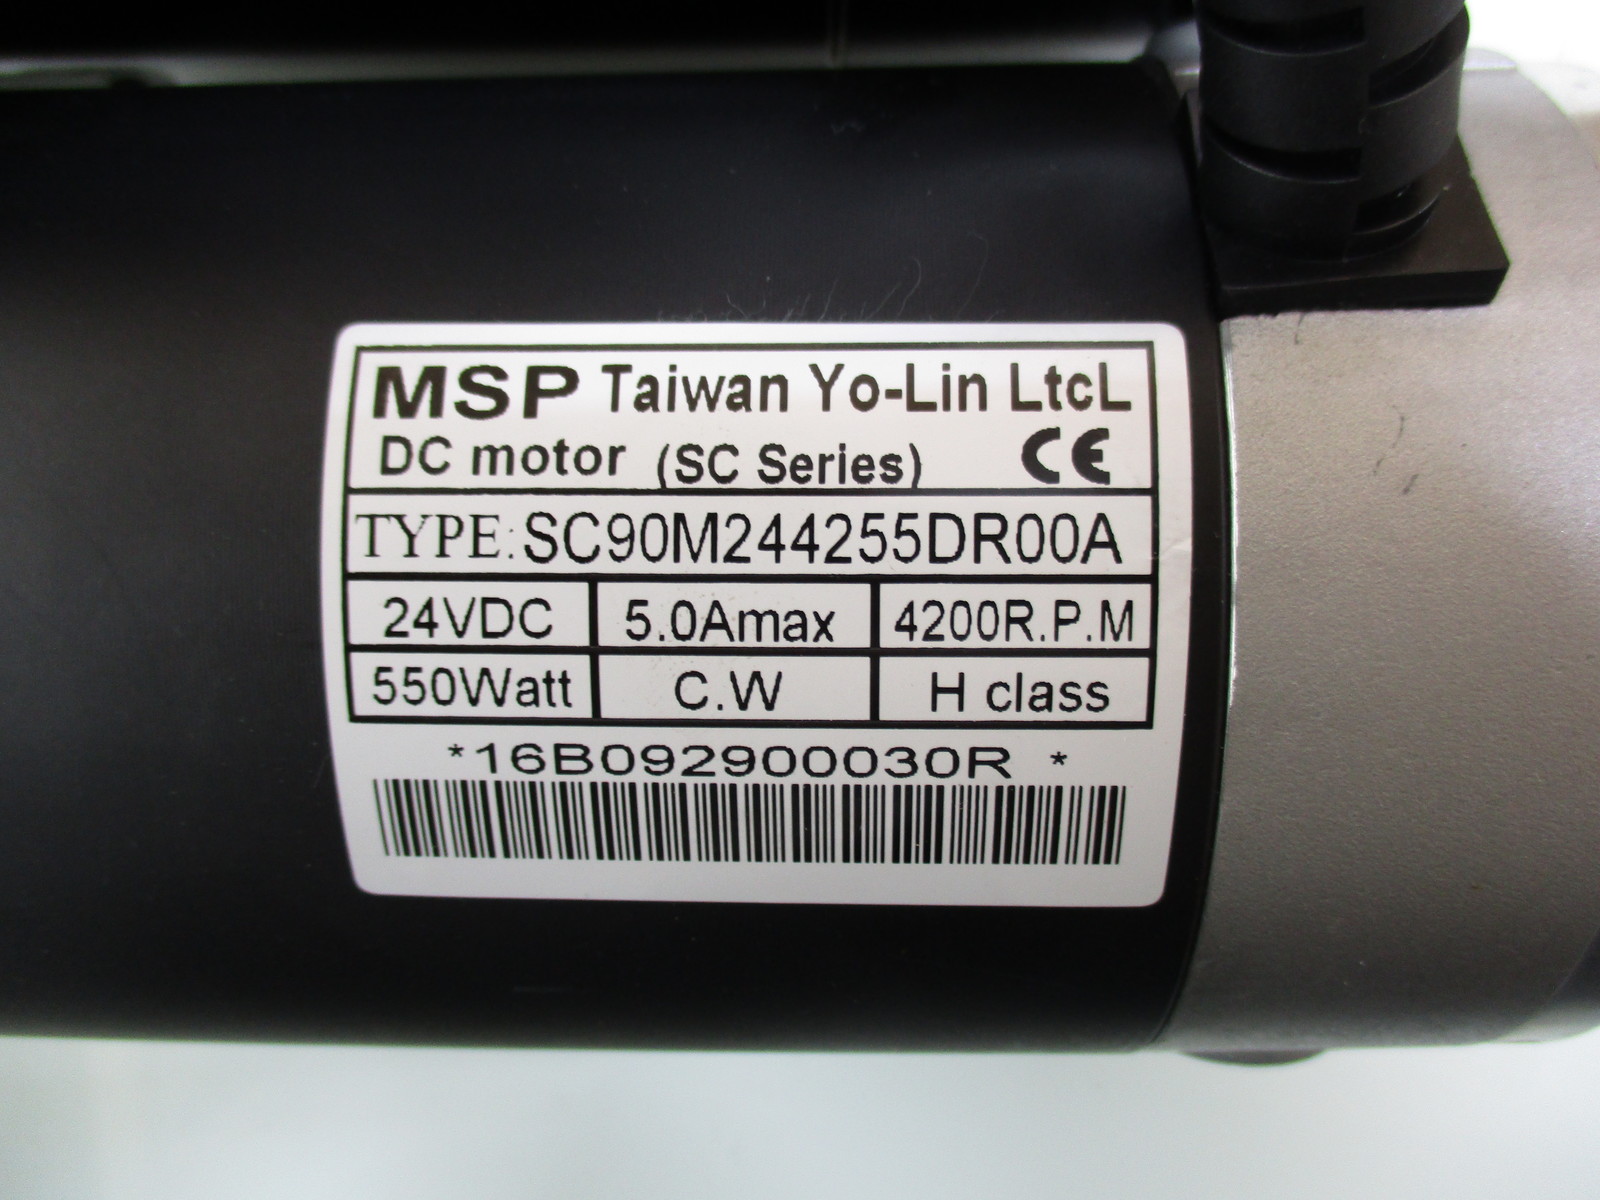 MSP Taiwan Yo-Lin LtcL
DC motor (SC Series) CE
TYPE: SC90M244255DR00A
24VDC 5.0Amax 4200R.P.M
550Watt C.W H class
*16B092900030R *